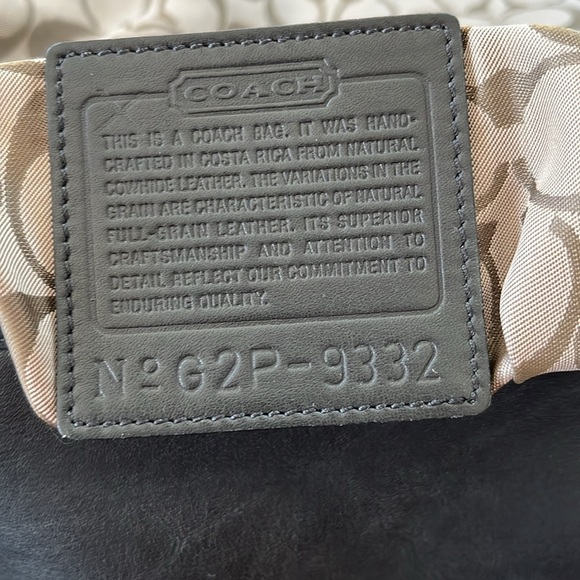 COACH
THIS IS A COACH BAG. IT WAS HAND-
CRAFTED IN COSTA RICA FROM NATURAL
COWHIDE LEATHER. THE VARIATIONS IN THE
GRAIN ARE CHARACTERISTIC OF NATURAL
FULL-GRAIN LEATHER. ITS SUPERIOR
CRAFTSMANSHIP AND ATTENTION TO
DETAIL REFLECT OUR COMMITMENT TO
ENDURING QUALITY.
Nº G2P-9332